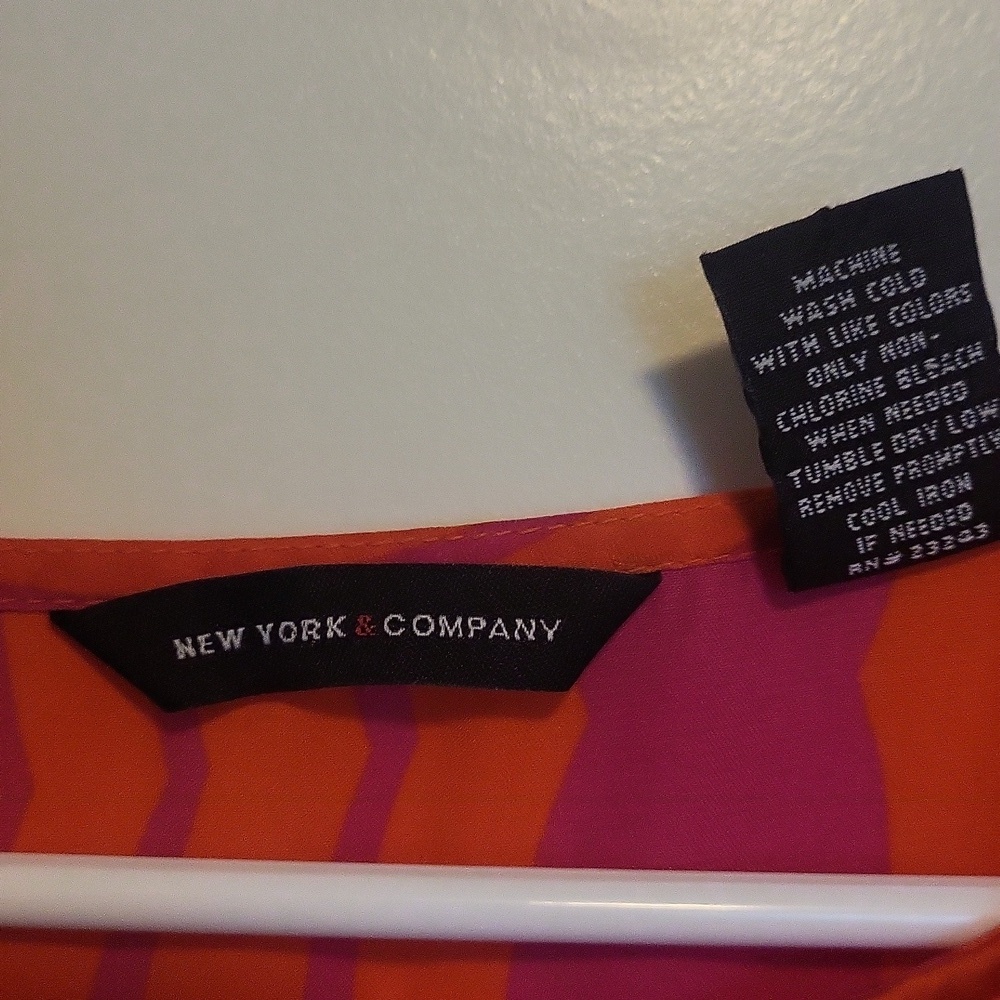 NEW YORK & COMPANY
MACHINE
WASH COLD
WITH LIKE COLORS
ONLY NON-
CHLORINE BLEACH
WHEN NEEDED
TUMBLE DRY LOW
REMOVE PROMPTLY
COOL IRON
IF NEEDED
RN#